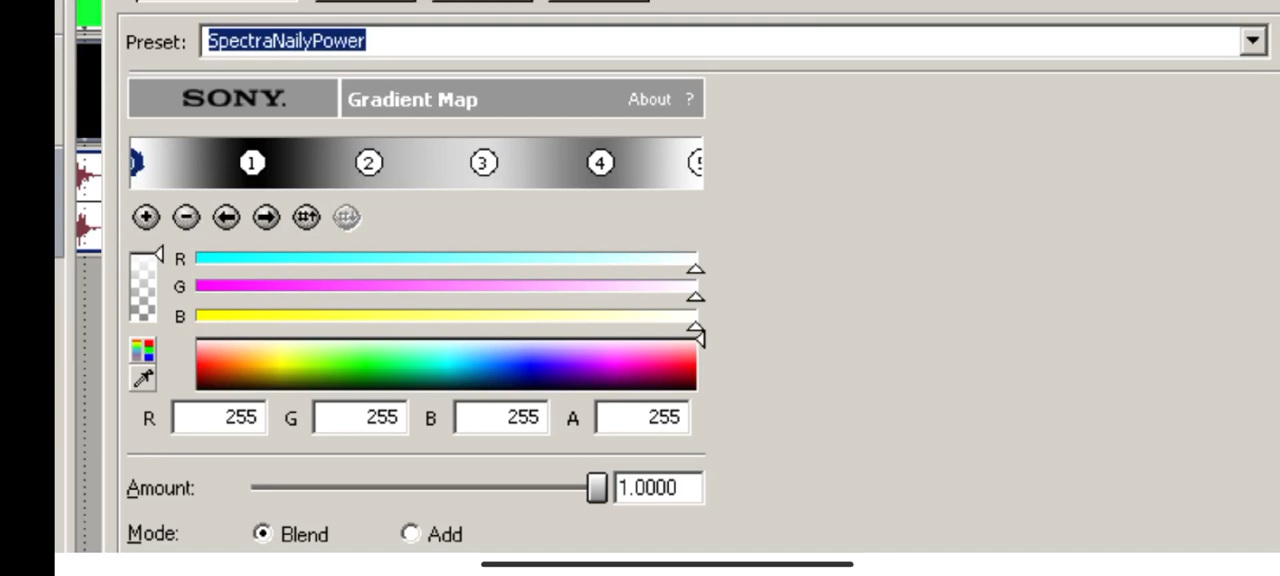 Preset: SpectraNailyPower
SONY. Gradient Map About ?
1 2 3 4 5
R
G
B
R 255 G 255 B 255 A 255
Amount: 1.0000
Mode: Blend Add